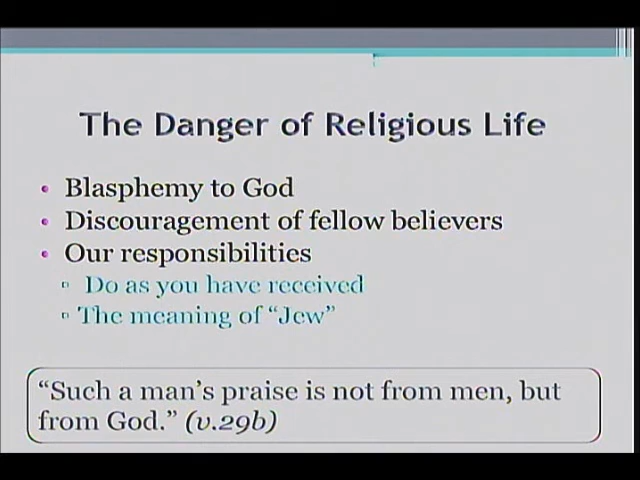 The Danger of Religious Life
• Blasphemy to God
• Discouragement of fellow believers
• Our responsibilities
▫ Do as you have received
▫ The meaning of “Jew”
“Such a man’s praise is not from men, but
from God.” (v.29b)